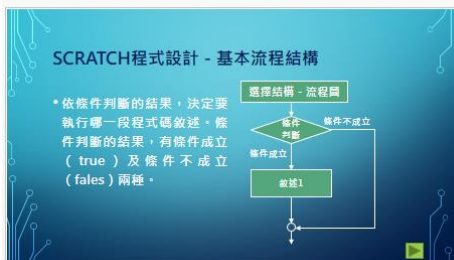 SCRATCH程式設計 - 基本流程結構
•依條件判斷的結果，決定要
執行哪一段程式碼敘述。條
件判斷的結果，有條件成立
（true）及條件不成立
（fales）兩種。
選擇結構 - 流程圖
條件
判斷
條件不成立
條件成立
敘述1